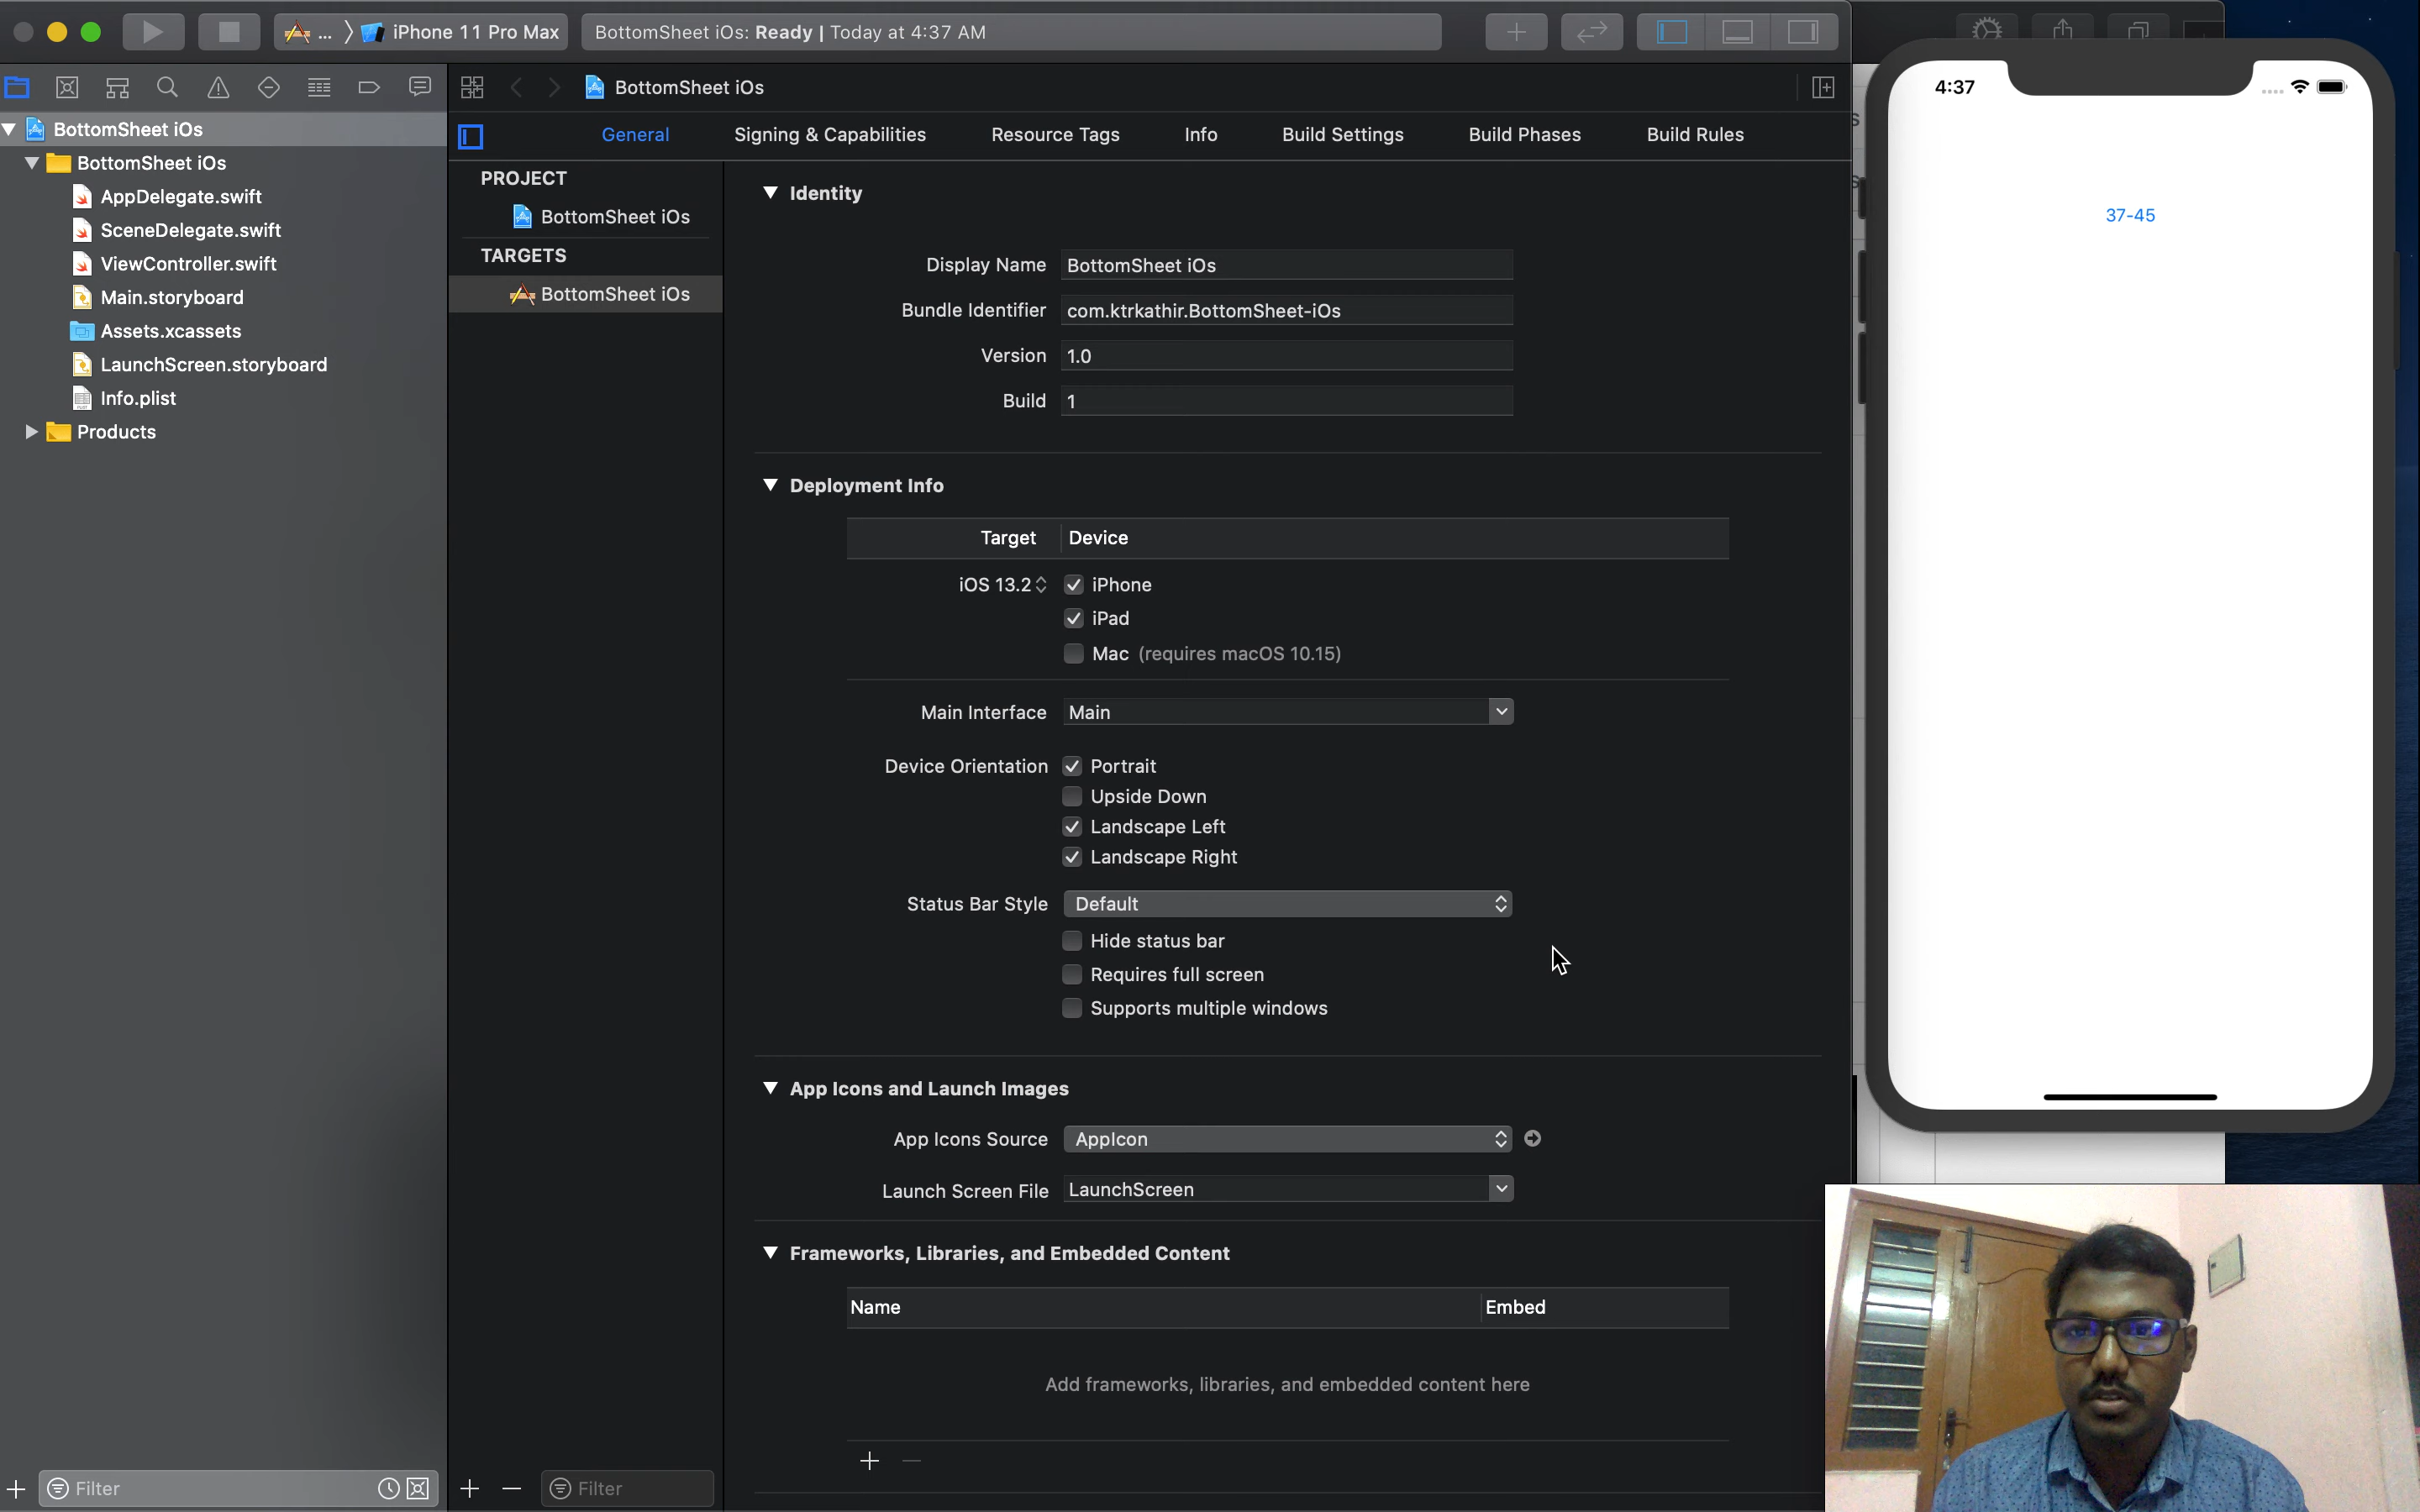 ... iPhone 11 Pro Max
BottomSheet iOs: Ready | Today at 4:37 AM
BottomSheet iOs
BottomSheet iOs
AppDelegate.swift
SceneDelegate.swift
ViewController.swift
Main.storyboard
Assets.xcassets
LaunchScreen.storyboard
Info.plist
Products
Filter
BottomSheet iOs
General Signing & Capabilities Resource Tags Info Build Settings Build Phases Build Rules
PROJECT
BottomSheet iOs
TARGETS
BottomSheet iOs
Filter
Identity
Display Name BottomSheet iOs
Bundle Identifier com.ktrkathir.BottomSheet-iOs
Version 1.0
Build 1
Deployment Info
Target Device
iOS 13.2 iPhone
iPad
Mac (requires macOS 10.15)
Main Interface Main
Device Orientation Portrait
Upside Down
Landscape Left
Landscape Right
Status Bar Style Default
Hide status bar
Requires full screen
Supports multiple windows
App Icons and Launch Images
App Icons Source AppIcon
Launch Screen File LaunchScreen
Frameworks, Libraries, and Embedded Content
Name Embed
Add frameworks, libraries, and embedded content here
4:37
37-45